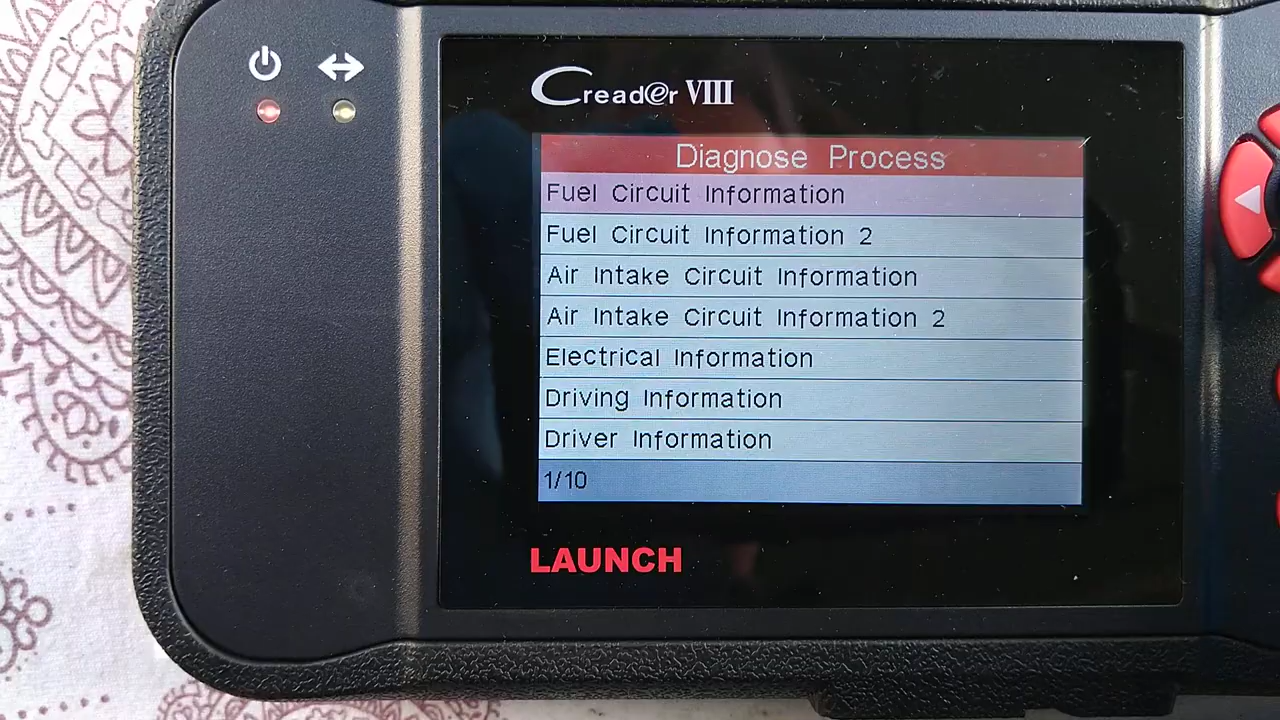 Creader VIII
Diagnose Process
Fuel Circuit Information
Fuel Circuit Information 2
Air Intake Circuit Information
Air Intake Circuit Information 2
Electrical Information
Driving Information
Driver Information
1/10
LAUNCH